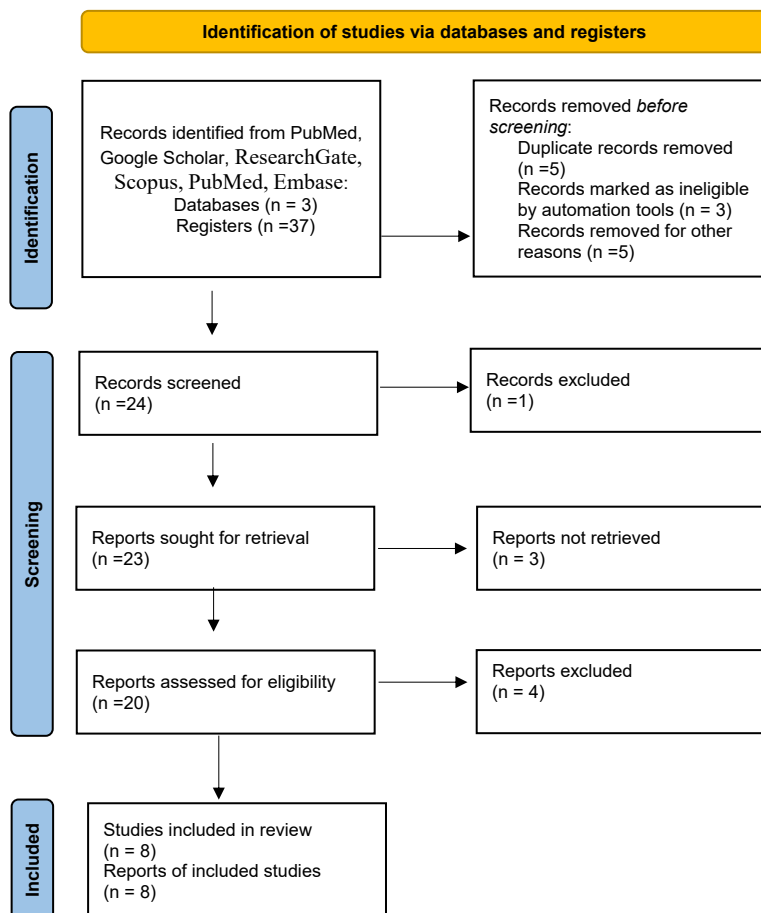 Identification of studies via databases and registers
Identification
Records identified from PubMed,
Google Scholar, ResearchGate,
Scopus, PubMed, Embase:
Databases (n = 3)
Registers (n =37)
Records removed before
screening:
Duplicate records removed
(n =5)
Records marked as ineligible
by automation tools (n = 3)
Records removed for other
reasons (n =5)
Screening
Records screened
(n =24)
Records excluded
(n =1)
Reports sought for retrieval
(n =23)
Reports not retrieved
(n = 3)
Reports assessed for eligibility
(n =20)
Reports excluded
(n = 4)
Included
Studies included in review
(n = 8)
Reports of included studies
(n = 8)